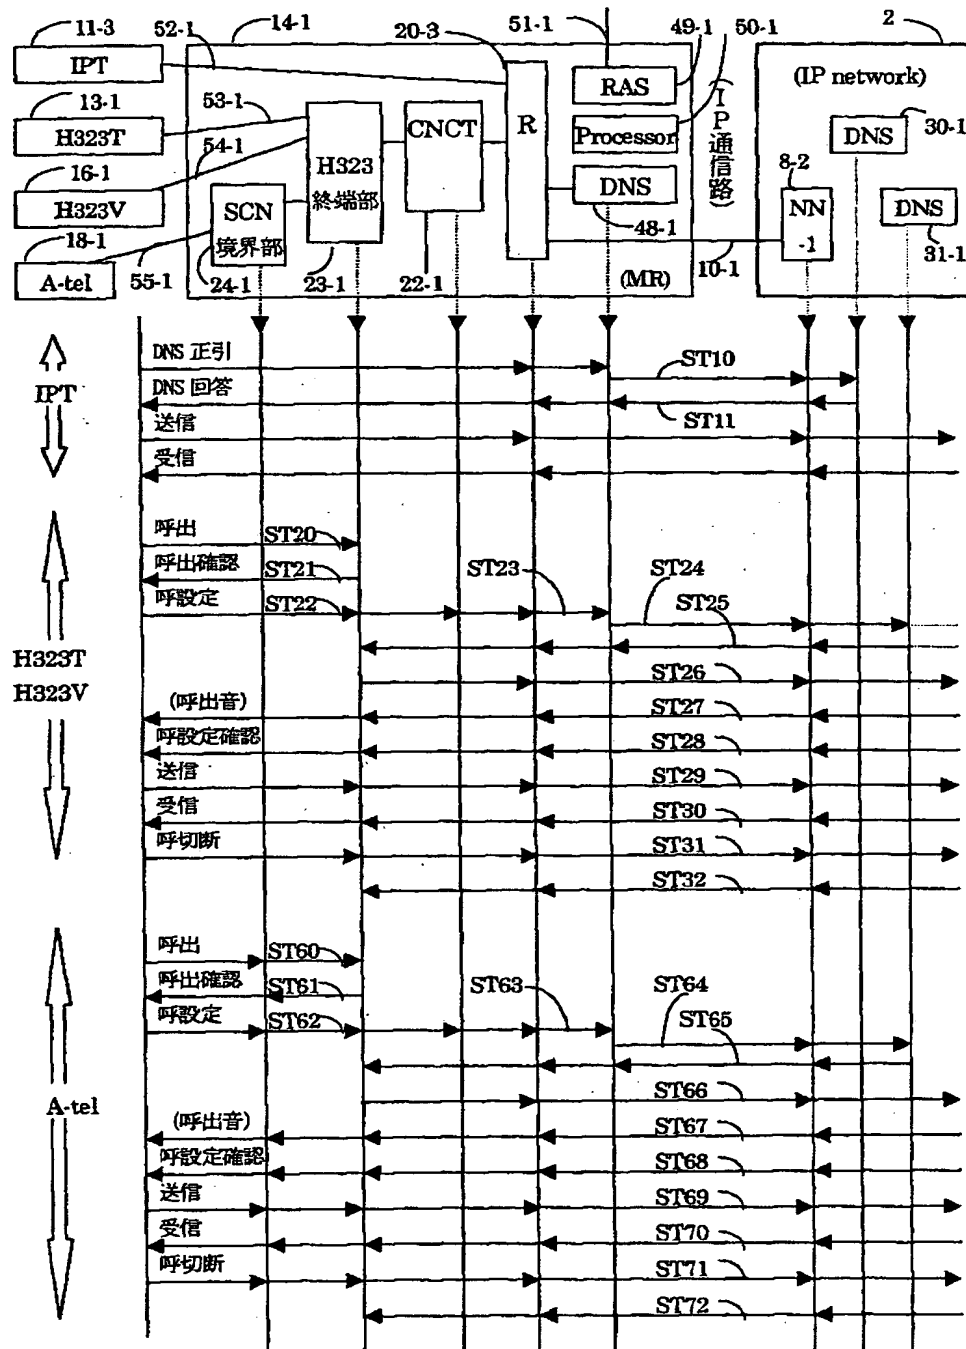 11-3
52-1
14-1
20-3
51-1
49-1
50-1
2
IPT
13-1
53-1
H323T
54-1
16-1
H323V
18-1
A-tel
55-1
SCN
境界部
24-1
H323
終端部
23-1
CNCT
22-1
R
RAS
Processor
DNS
48-1
(MR)
(IP通信路)
10-1
(IP network)
DNS
30-1
8-2
NN
-1
DNS
31-1
IPT
DNS 正引
ST10
DNS 回答
ST11
送信
受信
H323T
H323V
呼出
ST20
呼出確認
ST21
ST23
ST24
呼設定
ST22
ST25
ST26
(呼出音)
ST27
呼設定確認
ST28
送信
ST29
受信
ST30
呼切断
ST31
ST32
A-tel
呼出
ST60
呼出確認
ST61
ST63
ST64
呼設定
ST62
ST65
ST66
(呼出音)
ST67
呼設定確認
ST68
送信
ST69
受信
ST70
呼切断
ST71
ST72